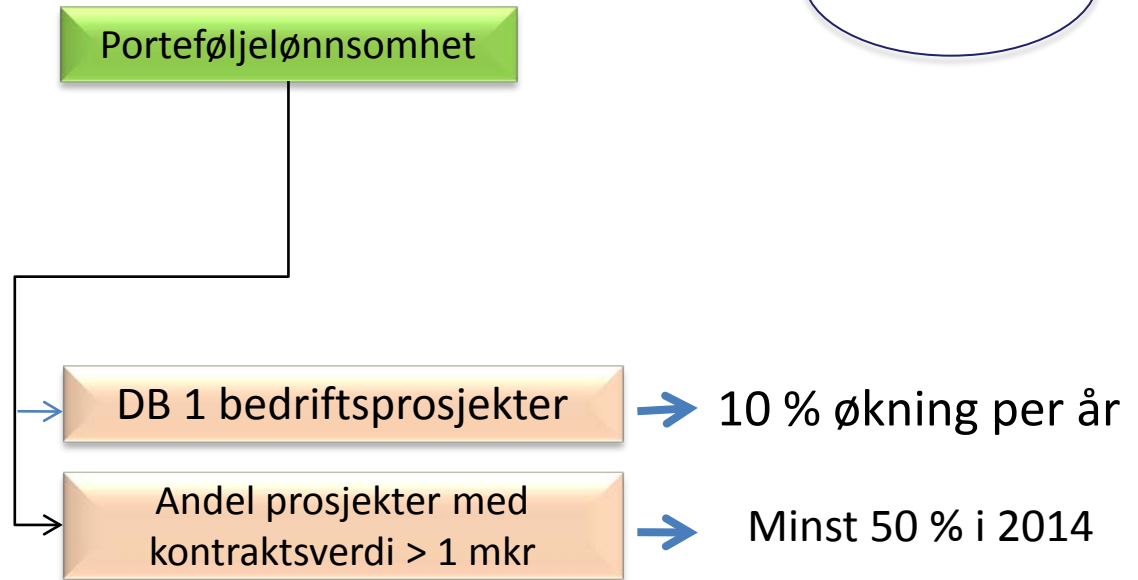 Porteføljelønnsomhet
DB 1 bedriftsprosjekter
10 % økning per år
Andel prosjekter med
kontraktsverdi > 1 mkr
Minst 50 % i 2014